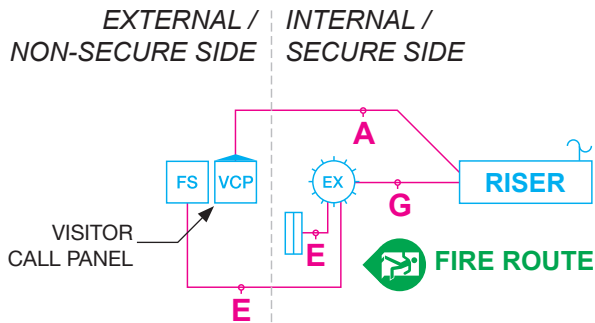 EXTERNAL /
NON-SECURE SIDE
INTERNAL /
SECURE SIDE
A
FS
VCP
EX
G
RISER
E
VISITOR
CALL PANEL
FIRE ROUTE
E